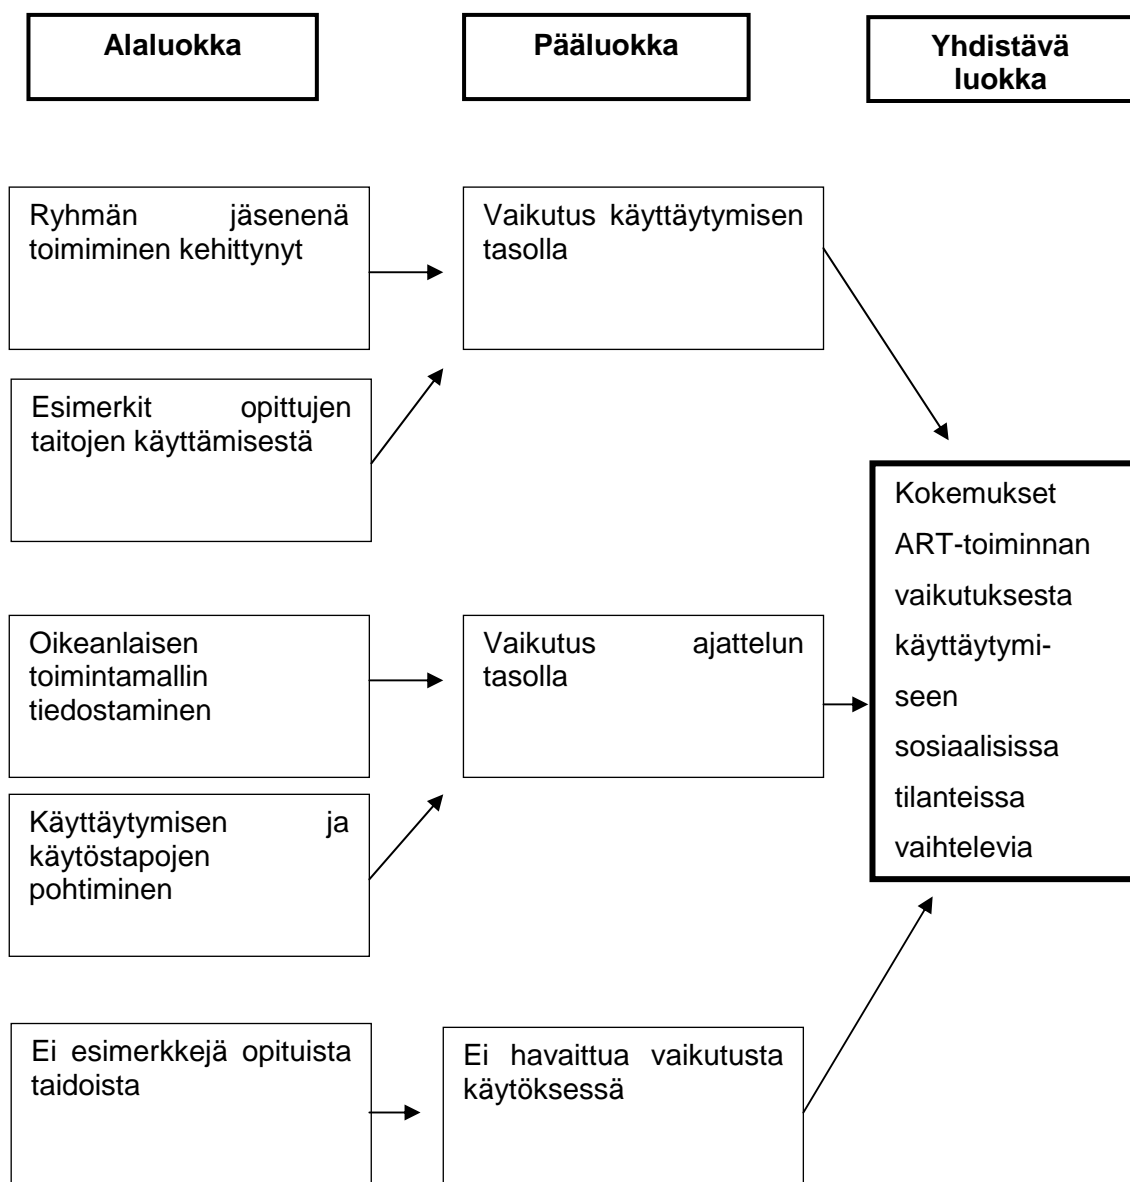 Alaluokka
Pääluokka
Yhdistävä
luokka
Ryhmän jäsenenä
toimiminen kehittynyt
Vaikutus käyttäytymisen
tasolla
Esimerkit opittujen
taitojen käyttämisestä
Kokemukset
ART-toiminnan
vaikutuksesta
käyttäytymi-
seen
sosiaalisissa
tilanteissa
vaihtelevia
Oikeanlaisen
toimintamallin
tiedostaminen
Vaikutus ajattelun
tasolla
Käyttäytymisen ja
käytöstapojen
pohtiminen
Ei esimerkkejä opituista
taidoista
Ei havaittua vaikutusta
käytöksessä